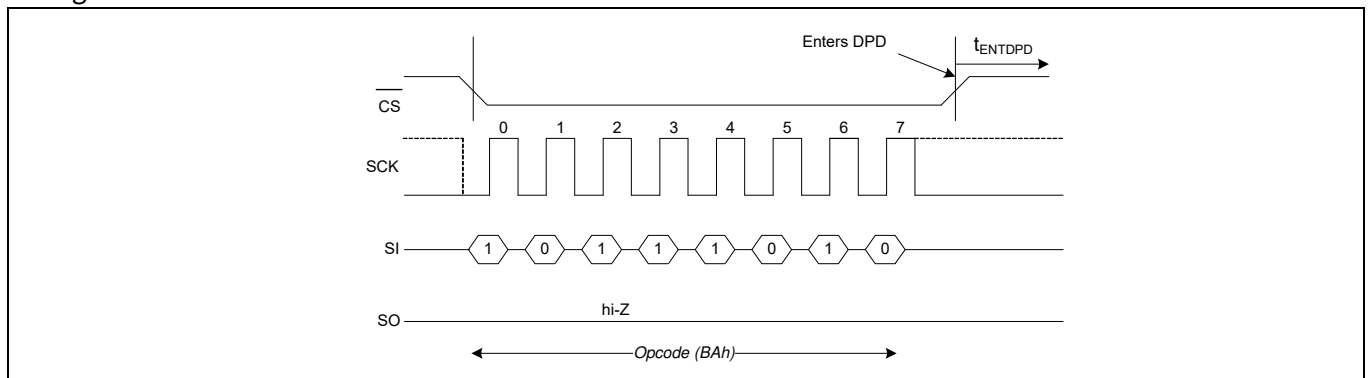 Enters DPD
tENTDPD
CS
0 1 2 3 4 5 6 7
SCK
SI 1 0 1 1 1 0 1 0
hi-Z
SO
Opcode (BAh)